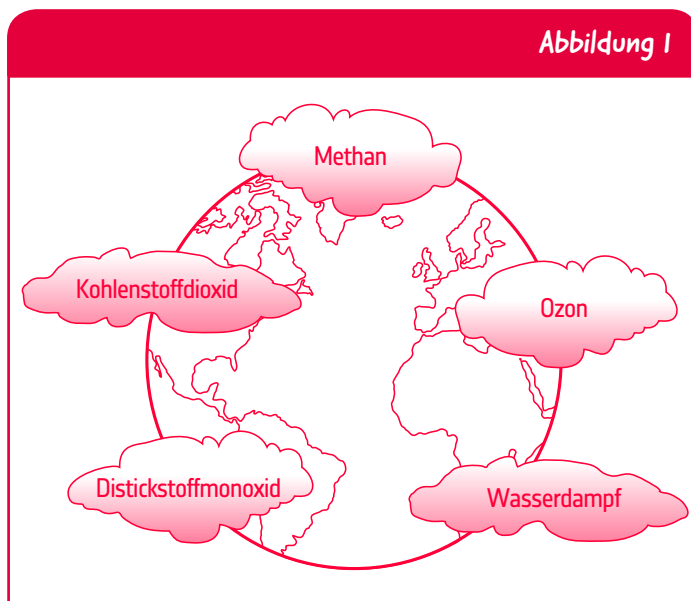 Abbildung 1
Methan
Kohlenstoffdioxid
Ozon
Distickstoffmonoxid
Wasserdampf